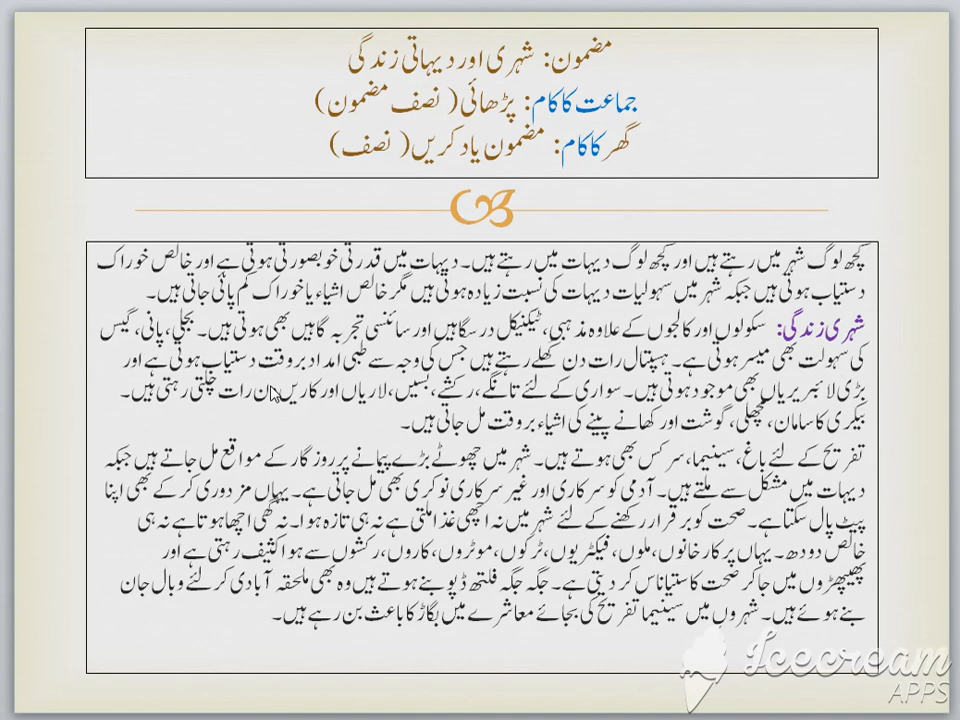 مضمون: شہری اور دیہاتی زندگی
جماعت کا کام: پڑھائی( نصف مضمون)
گھر کا کام: مضمون یاد کریں( نصف)
کچھ لوگ شہر میں رہتے ہیں اور کچھ لوگ دیہات میں رہتے ہیں۔ دیہات میں قدرتی خوبصورتی ہوتی ہے اور خالص خوراک
دستیاب ہوتی ہیں جبکہ شہر میں سہولیات دیہات کی نسبت زیادہ ہوتی ہیں مگر خالص اشیاء یا خوراک کم پائی جاتی ہیں۔
شہری زندگی: سکولوں اور کالجوں کے علاوہ مذہبی، ٹیکنیکل درسگاہیں اور سائنسی تجربہ گاہیں بھی ہوتی ہیں۔ بجلی، پانی، گیس
کی سہولت بھی میسر ہوتی ہے۔ ہسپتال رات دن کھلے رہتے ہیں جس کی وجہ سے طبی امداد بروقت دستیاب ہوتی ہے اور
بڑی لائبریریاں بھی موجود ہوتی ہیں۔ سواری کے لئے تانگے، رکشے، بسیں، لاریاں اور کاریں دن رات چلتی رہتی ہیں۔
بیکری کا سامان، مچھلی، گوشت اور کھانے پینے کی اشیاء بروقت مل جاتی ہیں۔
تفریح کے لئے باغ، سینیما، سرکس بھی ہوتے ہیں۔ شہر میں چھوٹے بڑے پیمانے پر روزگار کے مواقع مل جاتے ہیں جبکہ
دیہات میں مشکل سے ملتے ہیں۔ آدمی کو سرکاری اور غیر سرکاری نوکری بھی مل جاتی ہے۔ یہاں مزدوری کر کے بھی اپنا
پیٹ پال سکتا ہے۔ صحت کو برقرار رکھنے کے لئے شہر میں نہ اچھی غذا ملتی ہے نہ ہی تازہ ہوا۔ نہ گھی اچھا ہوتا ہے نہ ہی
خالص دودھ۔ یہاں پر کارخانوں، ملوں، فیکٹریوں، ٹرکوں، موٹروں، کاروں، رکشوں سے ہوا کثیف رہتی ہے اور
پھیپھڑوں میں جا کر صحت کا ستیاناس کر دیتی ہے۔ جگہ جگہ فلتھ ڈپو بنے ہوتے ہیں وہ بھی ملحقہ آبادی کر لئے وبال جان
بنے ہوئے ہیں۔ شہروں میں سینیما تفریح کی بجائے معاشرے میں بگاڑ کا باعث بن رہے ہیں۔
Icecream
APPS